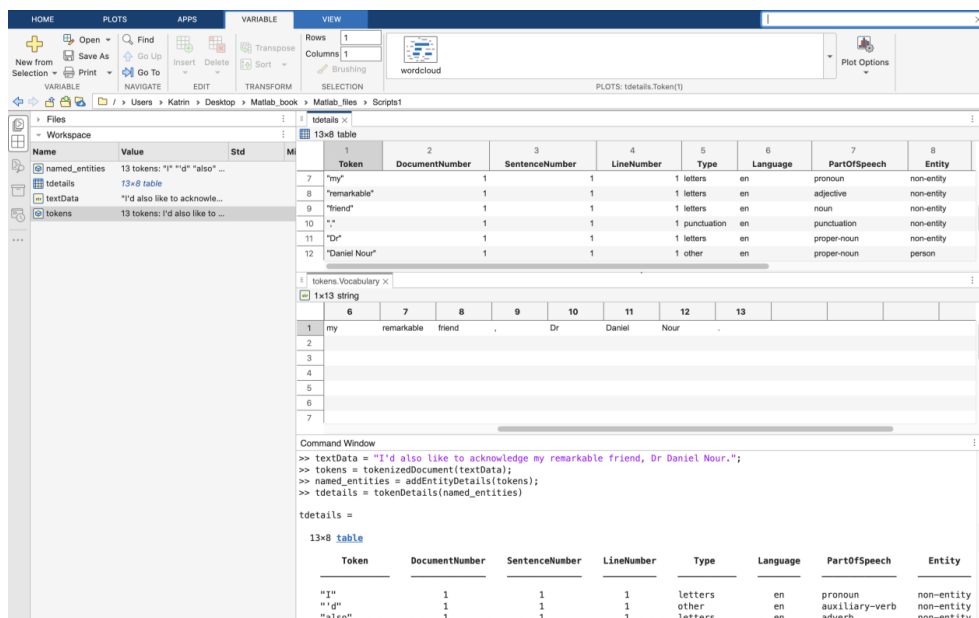 HOME PLOTS APPS VARIABLE VIEW
Open Find Rows 1
Save As Go Up Insert Delete Transpose Columns 1
New from Selection Print Go To Sort Brushing wordcloud Plot Options
VARIABLE NAVIGATE EDIT TRANSFORM SELECTION PLOTS: tdetails.Token(1)
/ Users Katrin Desktop Matlab_book Matlab_files Scripts1
Files
Workspace
Name Value Std Mi
named_entities 13 tokens: "I" "'d" "also" ...
tdetails 13×8 table
textData "I'd also like to acknowle...
tokens 13 tokens: I'd also like to ...
tdetails
13×8 table
1 2 3 4 5 6 7 8
Token DocumentNumber SentenceNumber LineNumber Type Language PartOfSpeech Entity
7 "my" 1 1 1 letters en pronoun non-entity
8 "remarkable" 1 1 1 letters en adjective non-entity
9 "friend" 1 1 1 letters en noun non-entity
10 "," 1 1 1 punctuation en punctuation non-entity
11 "Dr" 1 1 1 letters en proper-noun non-entity
12 "Daniel Nour" 1 1 1 other en proper-noun person
tokens.Vocabulary
1×13 string
6 7 8 9 10 11 12 13
1 my remarkable friend , Dr Daniel Nour .
2
3
4
5
6
7
Command Window
>> textData = "I'd also like to acknowledge my remarkable friend, Dr Daniel Nour.";
>> tokens = tokenizedDocument(textData);
>> named_entities = addEntityDetails(tokens);
>> tdetails = tokenDetails(named_entities)
tdetails =
13×8 table
Token DocumentNumber SentenceNumber LineNumber Type Language PartOfSpeech Entity
"I" 1 1 1 letters en pronoun non-entity
"'d" 1 1 1 other en auxiliary-verb non-entity
"also" 1 1 1 letters en adverb non-entity